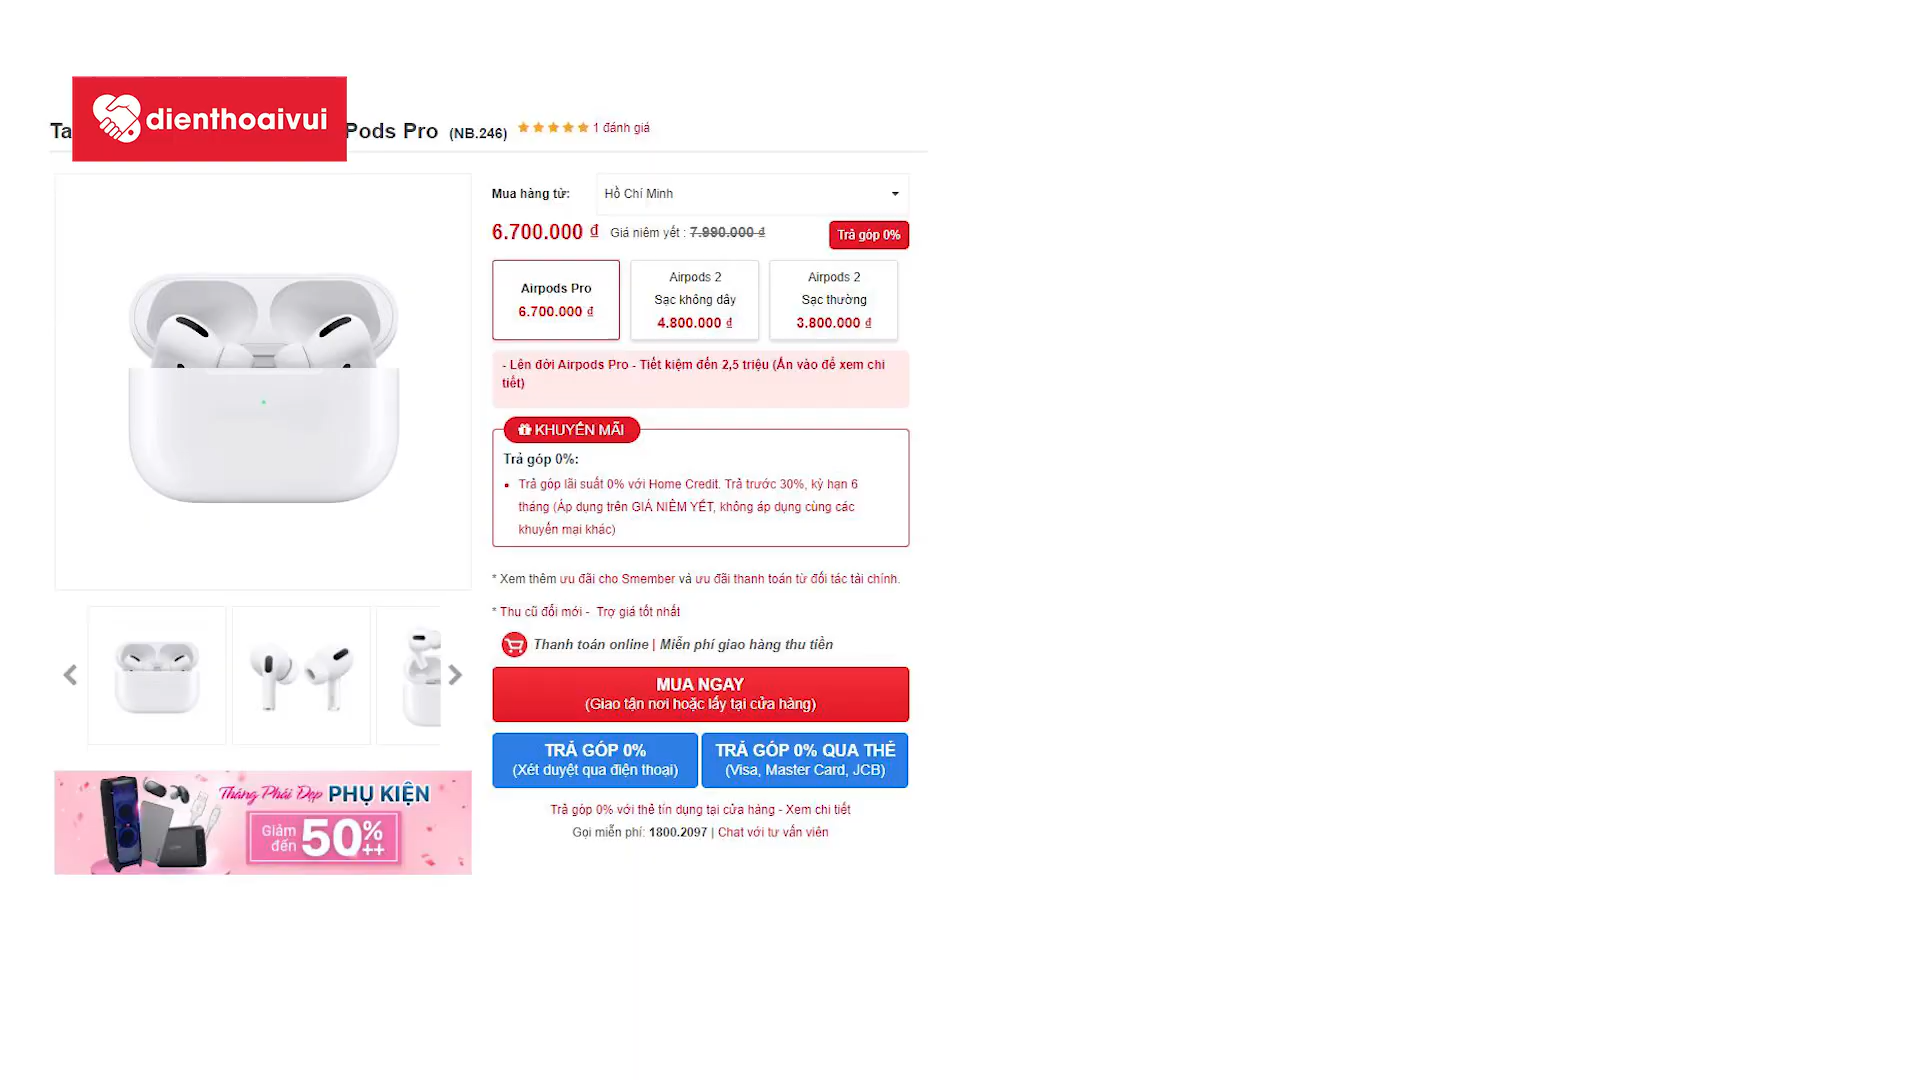 dienthoaivui
Ta Pods Pro (NB.246) 1 đánh giá
Mua hàng từ: Hồ Chí Minh
6.700.000 ₫ Giá niêm yết : 7.990.000 ₫ Trả góp 0%
Airpods Pro
6.700.000 ₫
Airpods 2
Sạc không dây
4.800.000 ₫
Airpods 2
Sạc thường
3.800.000 ₫
- Lên đời Airpods Pro - Tiết kiệm đến 2,5 triệu (Ấn vào để xem chi
tiết)
KHUYẾN MÃI
Trả góp 0%:
Trả góp lãi suất 0% với Home Credit. Trả trước 30%, kỳ hạn 6
tháng (Áp dụng trên GIÁ NIÊM YẾT, không áp dụng cùng các
khuyến mại khác)
* Xem thêm ưu đãi cho Smember và ưu đãi thanh toán từ đối tác tài chính.
* Thu cũ đổi mới - Trợ giá tốt nhất
Thanh toán online | Miễn phí giao hàng thu tiền
MUA NGAY
(Giao tận nơi hoặc lấy tại cửa hàng)
TRẢ GÓP 0%
(Xét duyệt qua điện thoại)
TRẢ GÓP 0% QUA THẺ
(Visa, Master Card, JCB)
Trả góp 0% với thẻ tín dụng tại cửa hàng - Xem chi tiết
Gọi miễn phí: 1800.2097 | Chat với tư vấn viên
Tháng Phái Đẹp PHỤ KIỆN
Giảm
đến 50%++